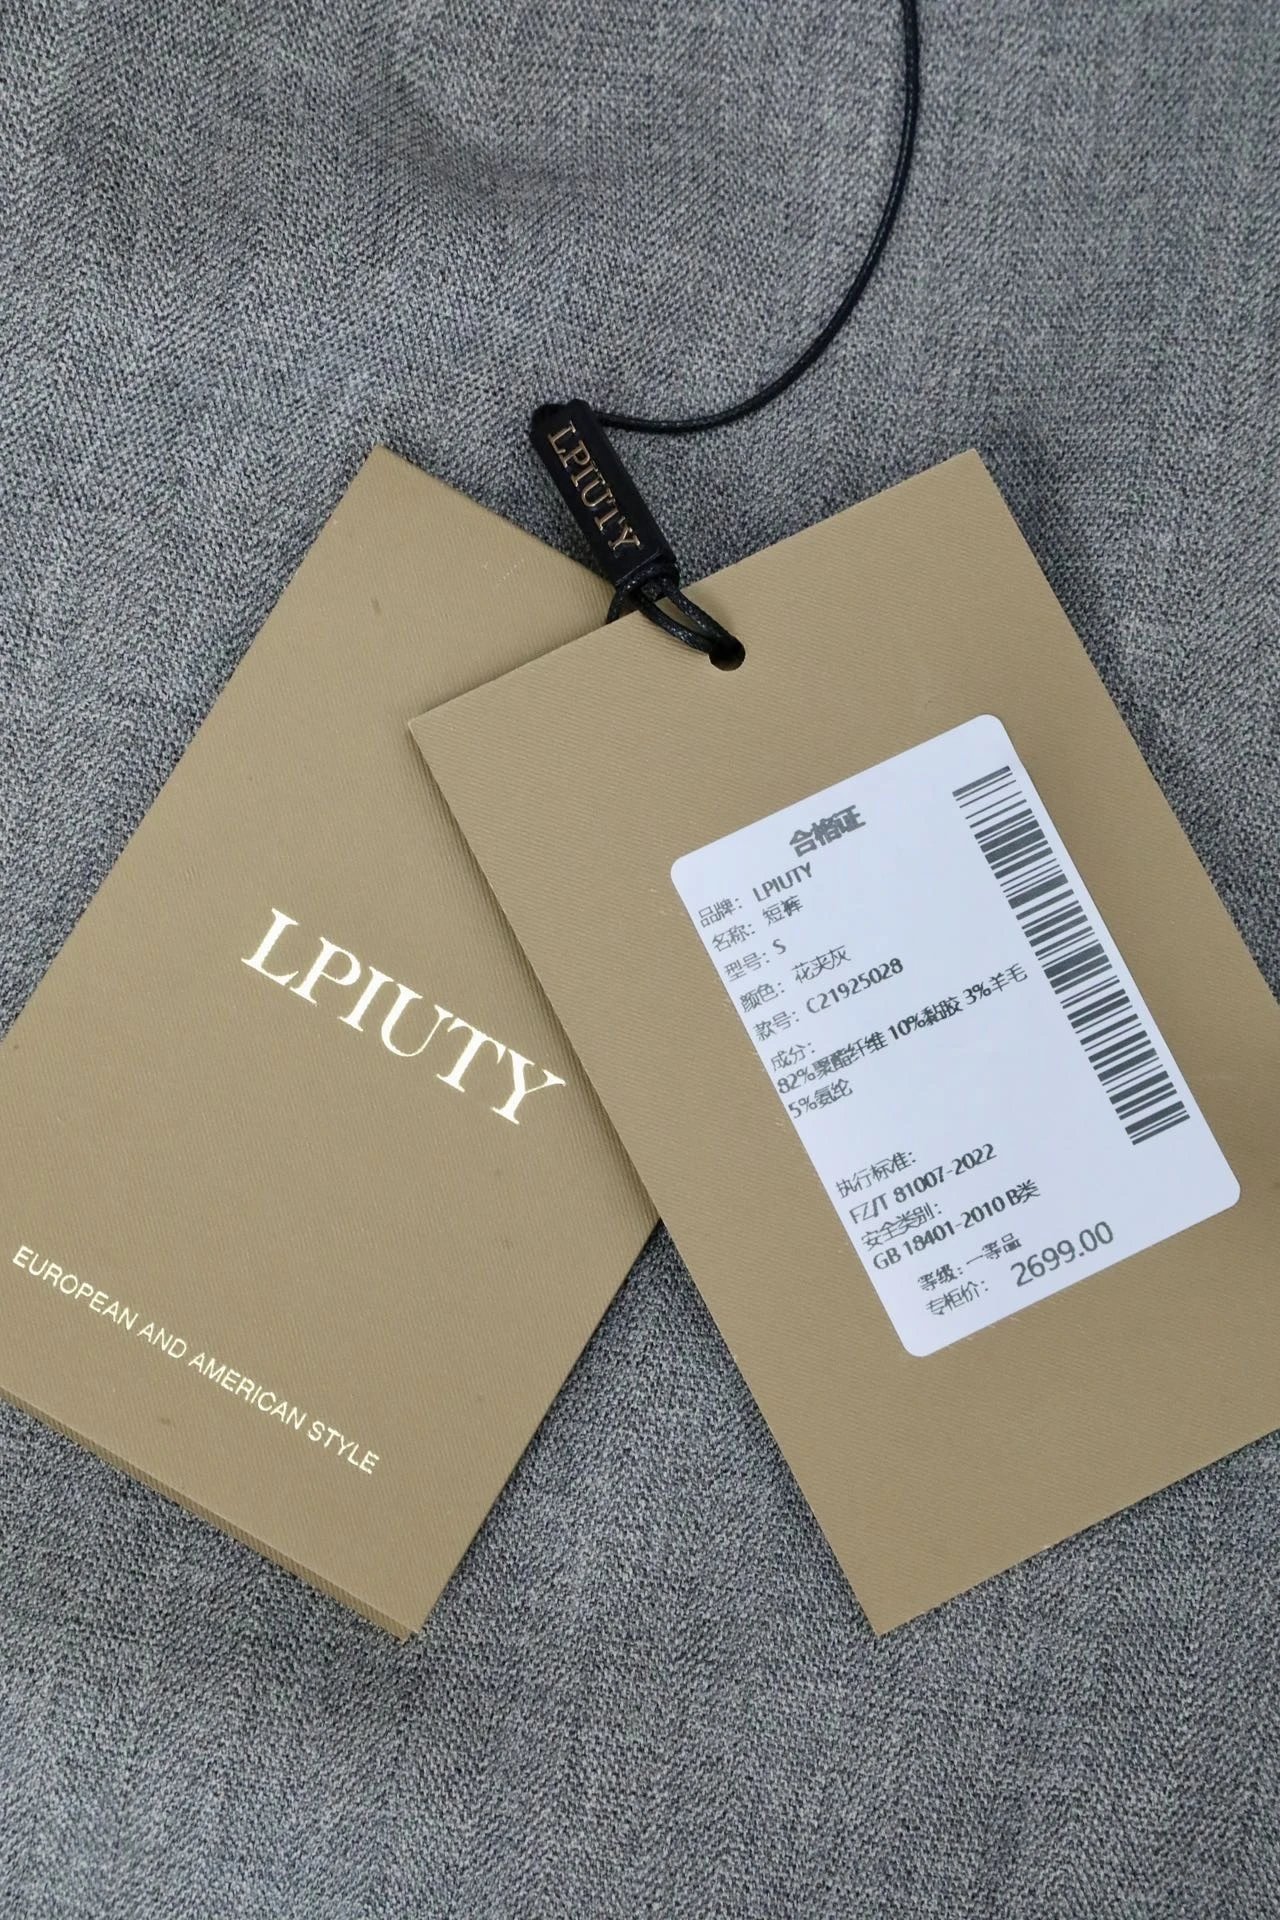 LPIUTY
LPIUTY
EUROPEAN AND AMERICAN STYLE
合格证
品牌: LPIUTY
名称: 短裤
型号: S
颜色: 花夹灰
款号: C21925028
成分:
82%聚酯纤维 10%黏胶 3%羊毛
5%氨纶
执行标准:
FZ/T 81007-2022
安全类别:
GB 18401-2010 B类
等级: 一等品
专柜价: 2699.00